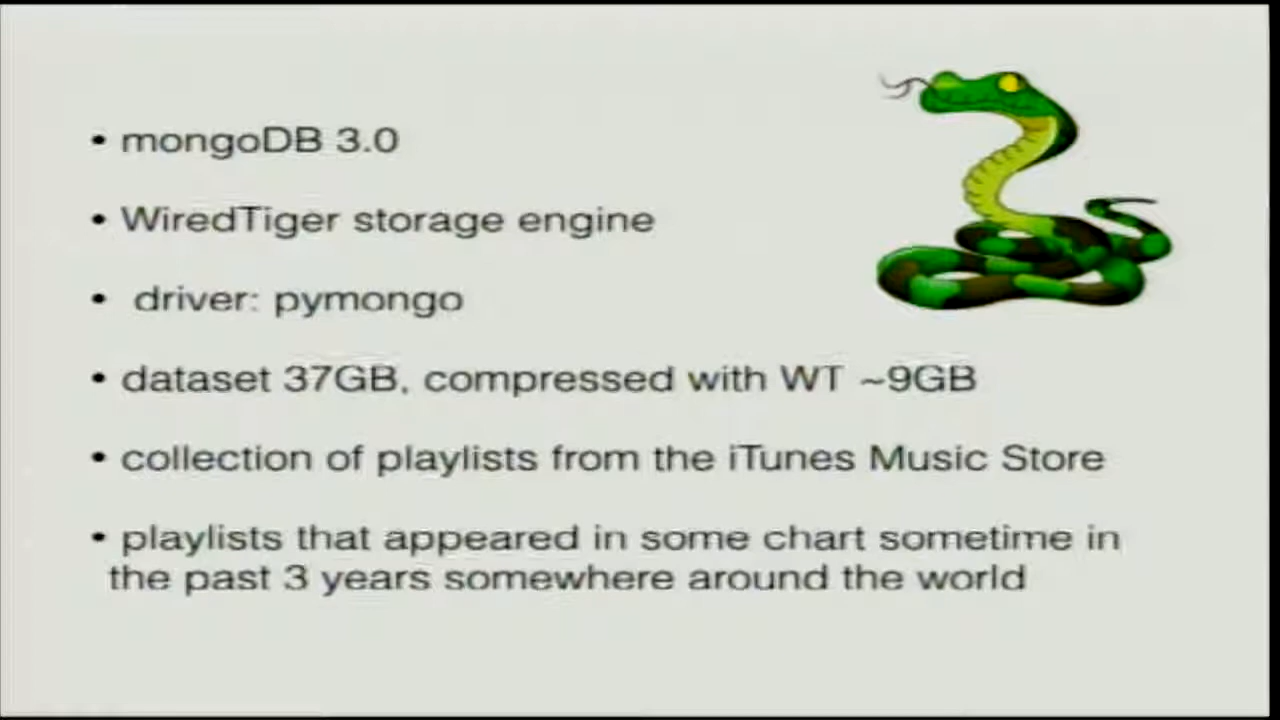 • mongoDB 3.0
• WiredTiger storage engine
• driver: pymongo
• dataset 37GB, compressed with WT ~9GB
• collection of playlists from the iTunes Music Store
• playlists that appeared in some chart sometime in
the past 3 years somewhere around the world